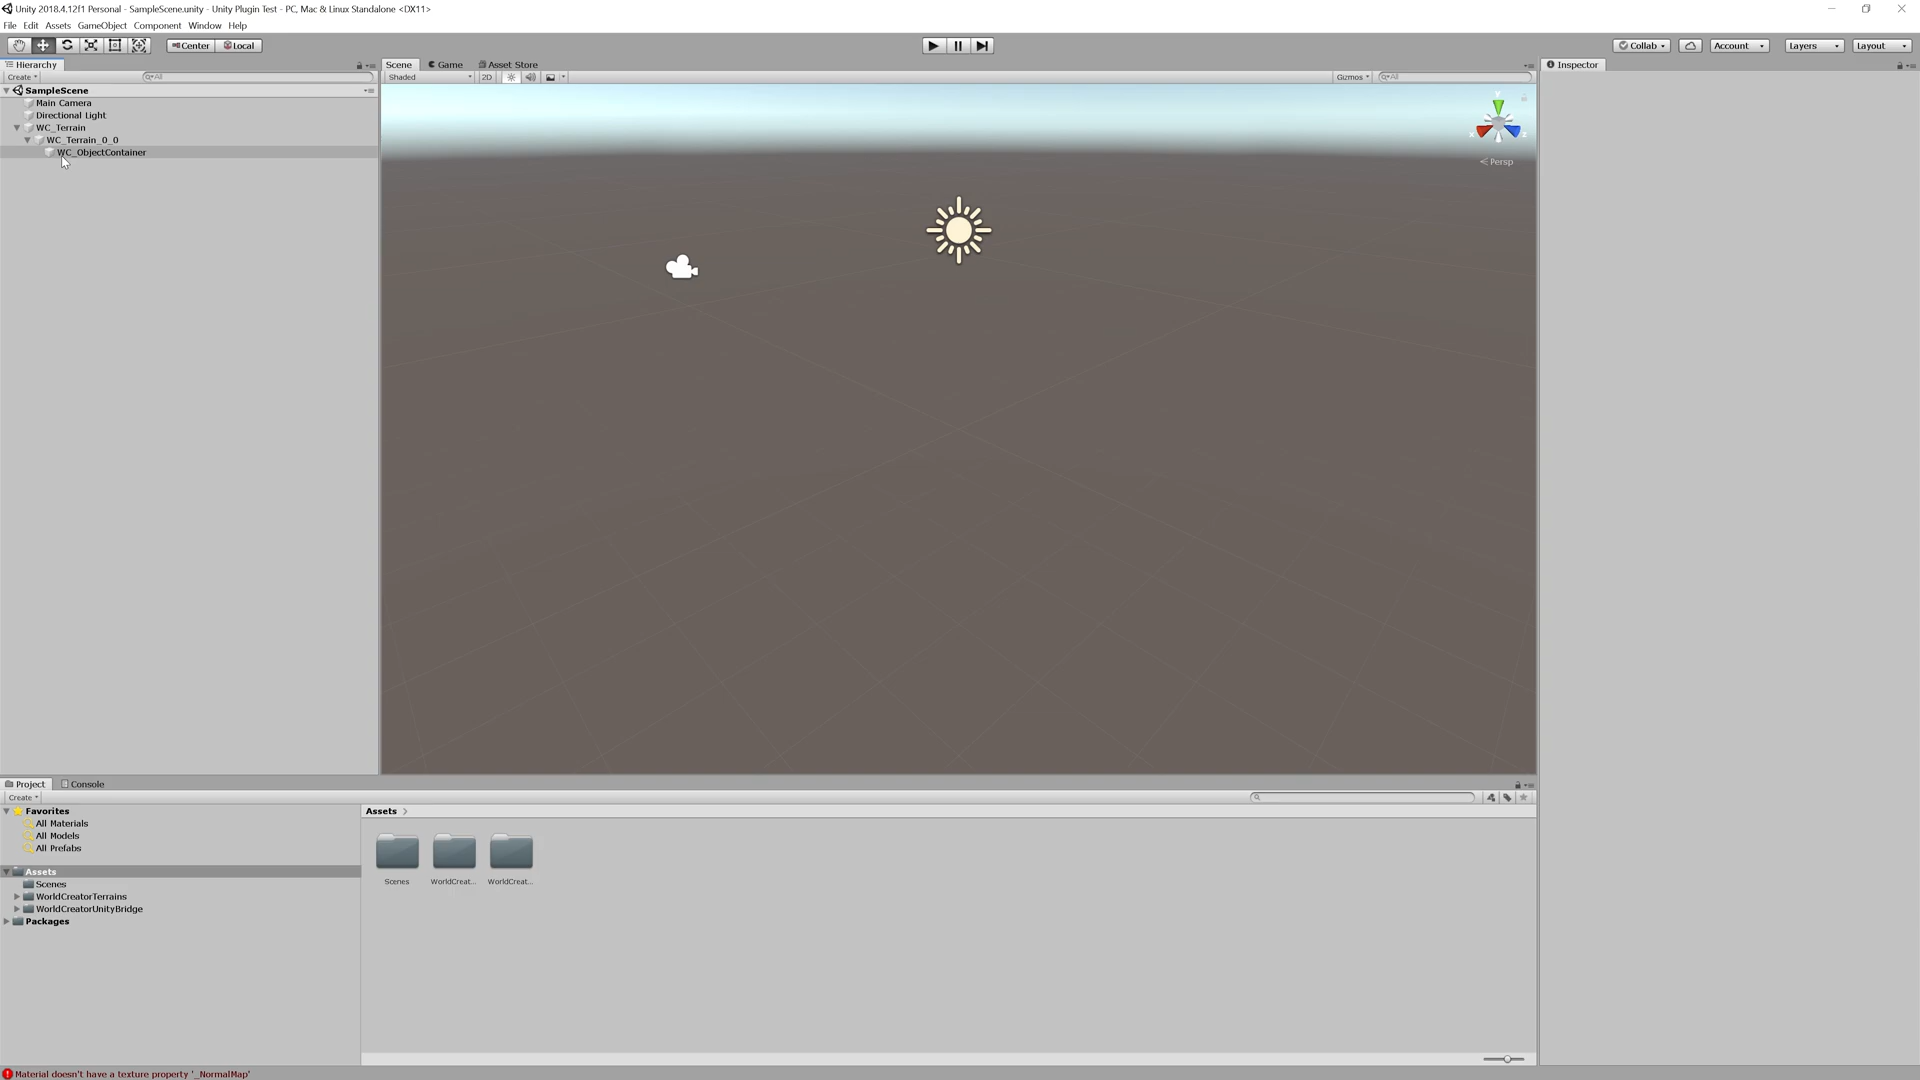 Unity 2018.4.12f1 Personal - SampleScene.unity - Unity Plugin Test - PC, Mac & Linux Standalone <DX11>
File Edit Assets GameObject Component Window Help
Center Local Collab Account Layers Layout
Hierarchy
Create All
SampleScene
Main Camera
Directional Light
WC_Terrain
WC_Terrain_0_0
WC_ObjectContainer
Scene Game Asset Store
Shaded 2D Gizmos All
y
x
z
Persp
Inspector
Project Console
Create
Favorites
All Materials
All Models
All Prefabs
Assets
Scenes
WorldCreatorTerrains
WorldCreatorUnityBridge
Packages
Assets
Scenes WorldCreat... WorldCreat...
Material doesn't have a texture property '_NormalMap'